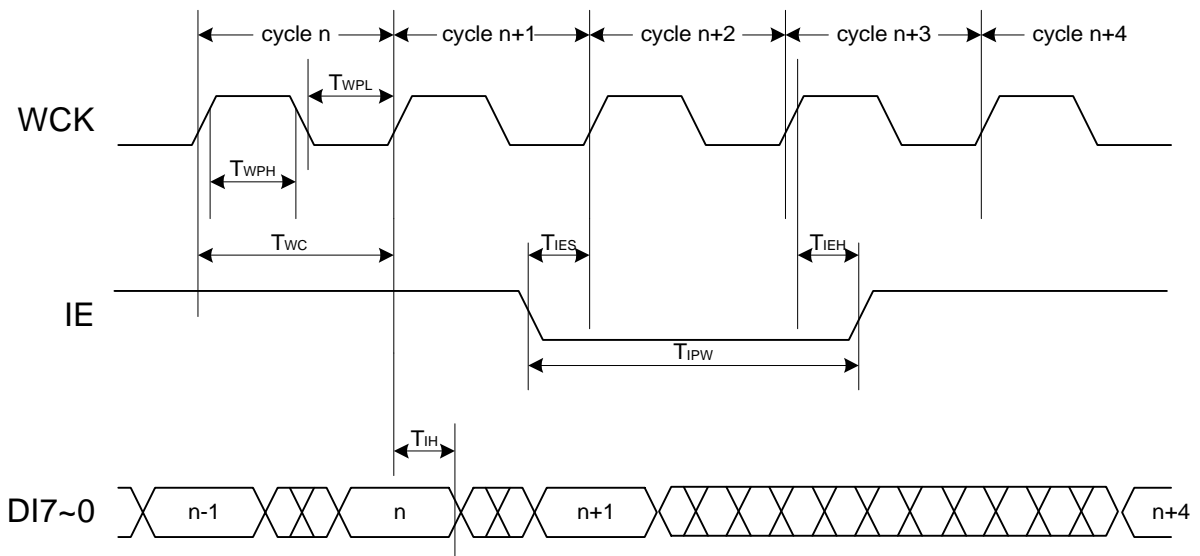 cycle n cycle n+1 cycle n+2 cycle n+3 cycle n+4
TWPL
WCK
TWPH
TWC TIES TIEH
IE
TIPW
TIH
DI7~0 n-1 n n+1 n+4